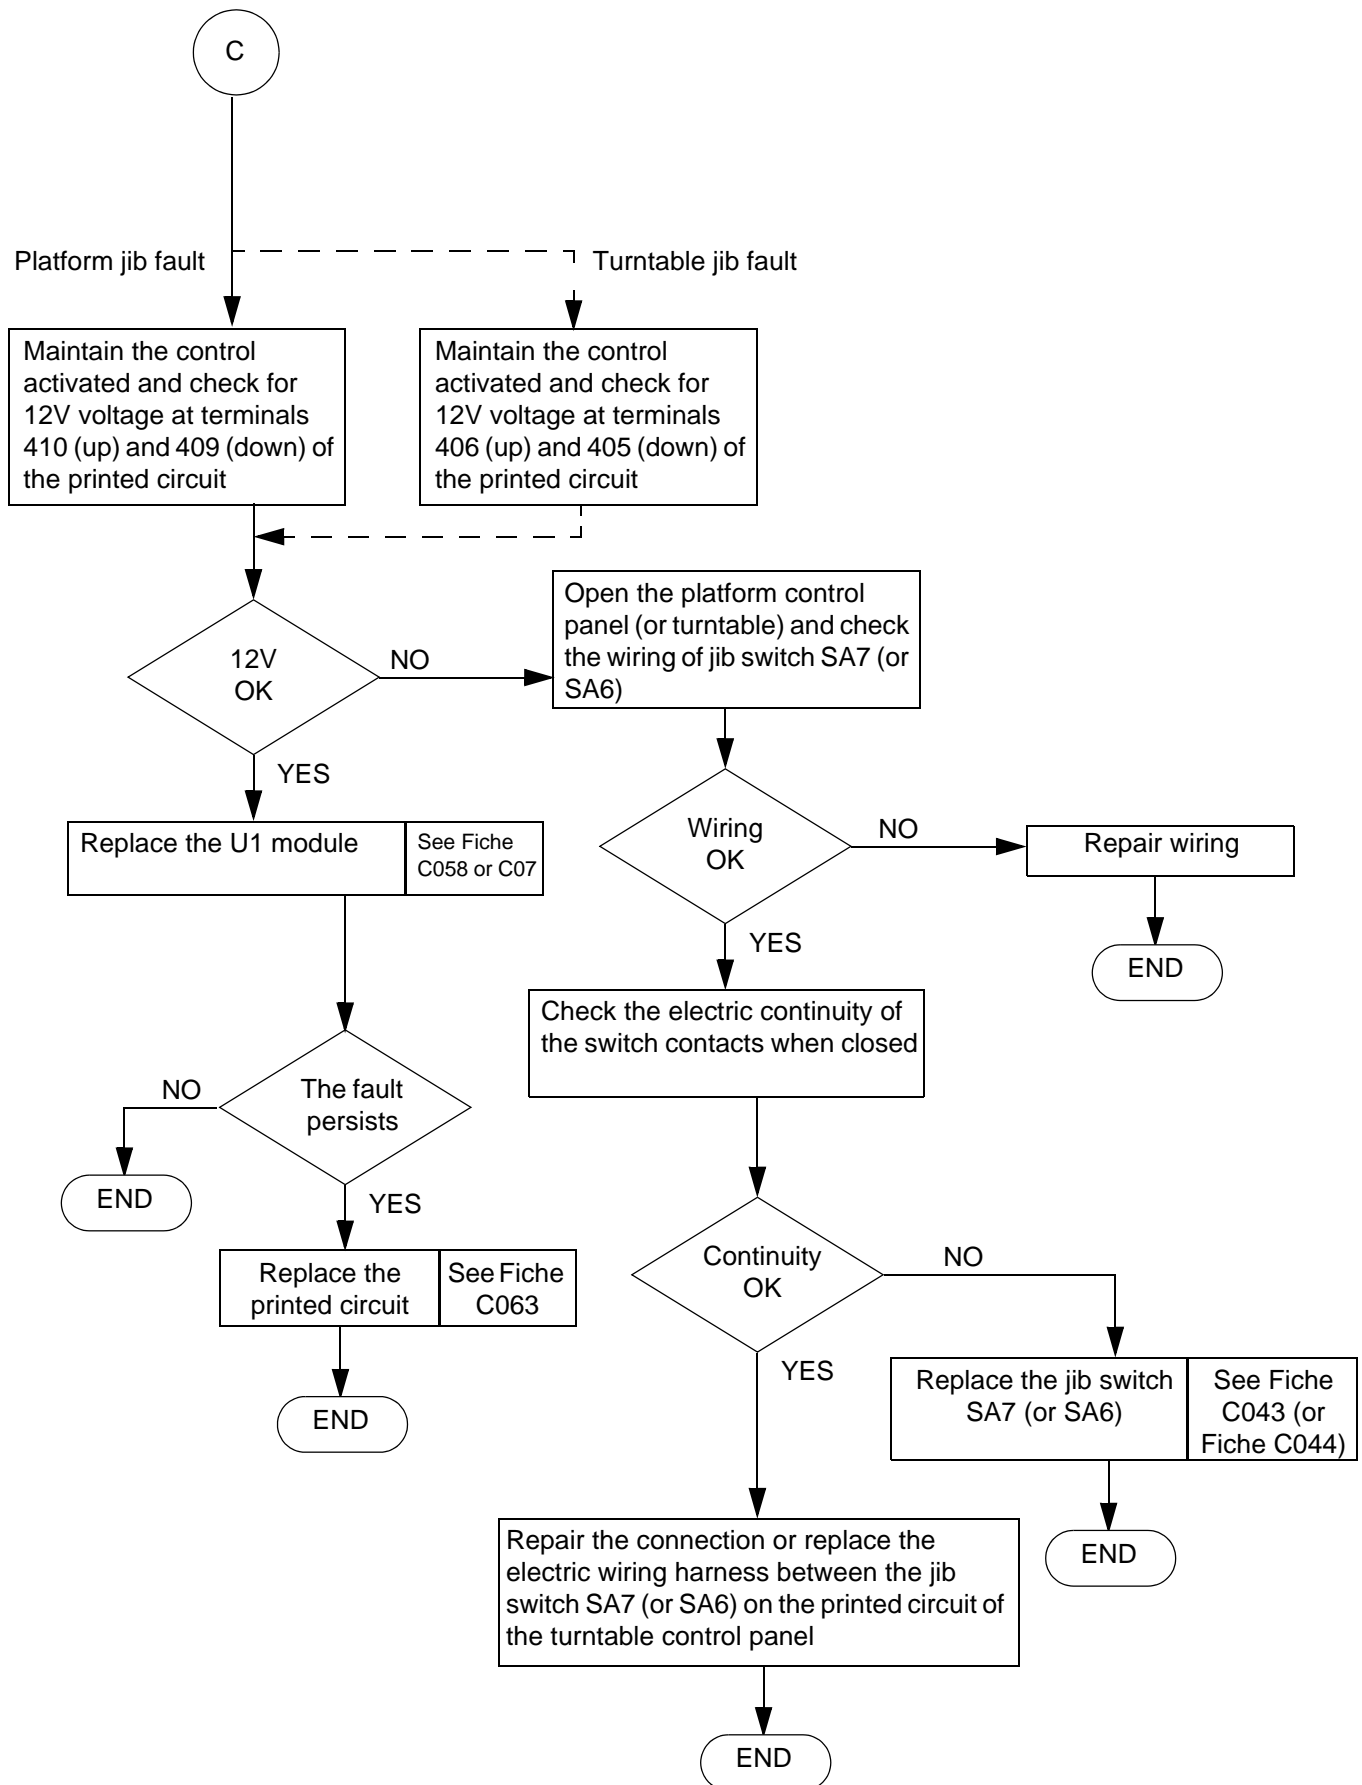 C
Platform jib fault
Turntable jib fault
Maintain the control
activated and check for
12V voltage at terminals
410 (up) and 409 (down) of
the printed circuit
Maintain the control
activated and check for
12V voltage at terminals
406 (up) and 405 (down) of
the printed circuit
12V
OK
NO
Open the platform control
panel (or turntable) and check
the wiring of jib switch SA7 (or
SA6)
YES
Replace the U1 module
See Fiche
C058 or C07
Wiring
OK
NO
Repair wiring
END
YES
Check the electric continuity of
the switch contacts when closed
The fault
persists
NO
END
YES
Replace the
printed circuit
See Fiche
C063
END
Continuity
OK
NO
YES
Replace the jib switch
SA7 (or SA6)
See Fiche
C043 (or
Fiche C044)
END
Repair the connection or replace the
electric wiring harness between the jib
switch SA7 (or SA6) on the printed circuit of
the turntable control panel
END